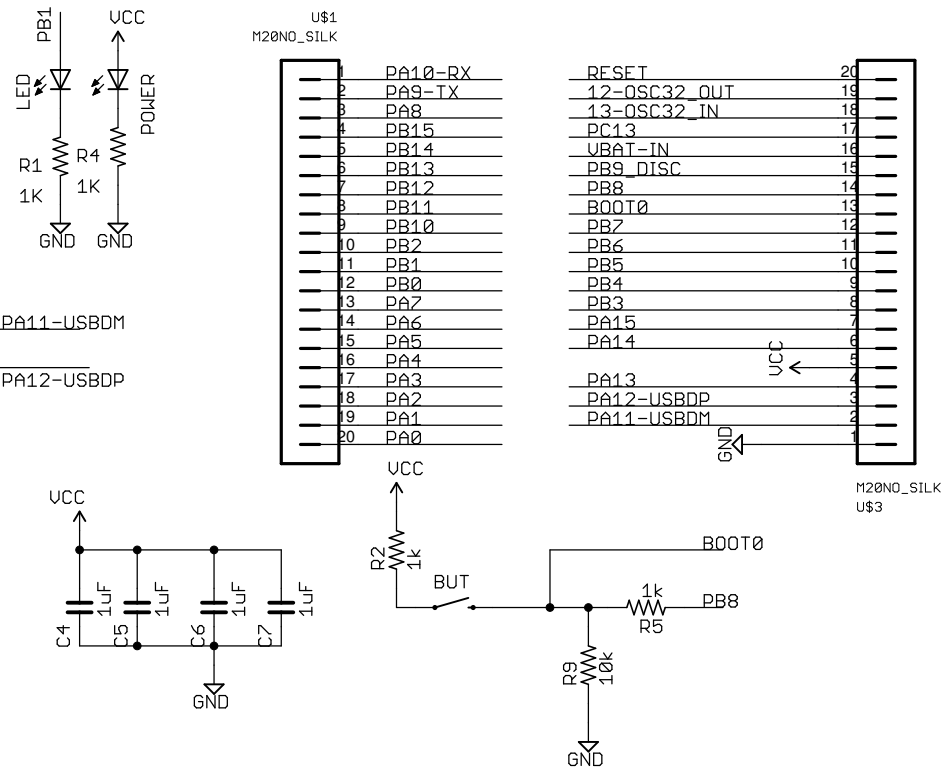 PB1
VCC
LED
POWER
R1
1K
R4
1K
GND
GND
PA11-USBDM
PA12-USBDP
U$1
M20NO_SILK
1 PA10-RX
2 PA9-TX
3 PA8
4 PB15
5 PB14
6 PB13
7 PB12
8 PB11
9 PB10
10 PB2
11 PB1
12 PB0
13 PA7
14 PA6
15 PA5
16 PA4
17 PA3
18 PA2
19 PA1
20 PA0
RESET 20
12-OSC32_OUT 19
13-OSC32_IN 18
PC13 17
VBAT-IN 16
PB9_DISC 15
PB8 14
BOOT0 13
PB7 12
PB6 11
PB5 10
PB4 9
PB3 8
PA15 7
PA14 6
VCC 5
PA13 4
PA12-USBDP 3
PA11-USBDM 2
GND 1
M20NO_SILK
U$3
VCC
C4
1uF
C5
1uF
C6
1uF
C7
1uF
GND
VCC
R2
1k
BUT
BOOT0
1k
R5
PB8
R9
10k
GND